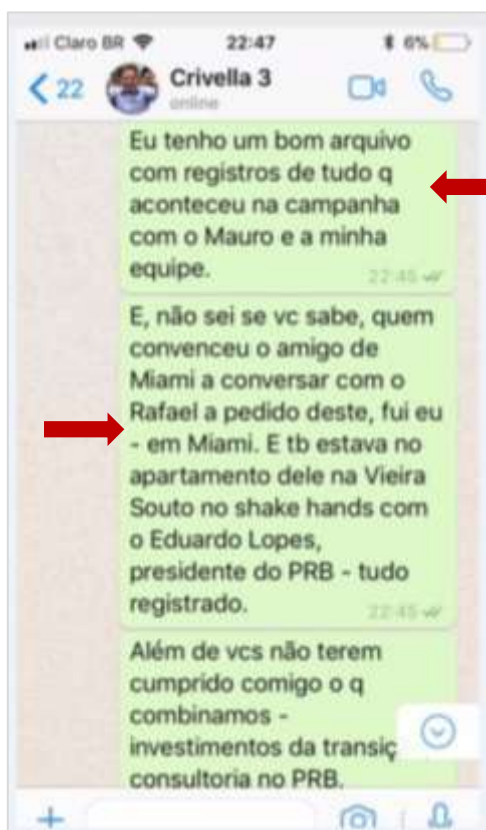 Claro BR 22:47 6%
22 Crivella 3
online
Eu tenho um bom arquivo
com registros de tudo q
aconteceu na campanha
com o Mauro e a minha
equipe.
22:45
E, não sei se vc sabe, quem
convenceu o amigo de
Miami a conversar com o
Rafael a pedido deste, fui eu
- em Miami. E tb estava no
apartamento dele na Vieira
Souto no shake hands com
o Eduardo Lopes,
presidente do PRB - tudo
registrado.
22:45
Além de vcs não terem
cumprido comigo o q
combinamos -
investimentos da transiç
consultoria no PRB.